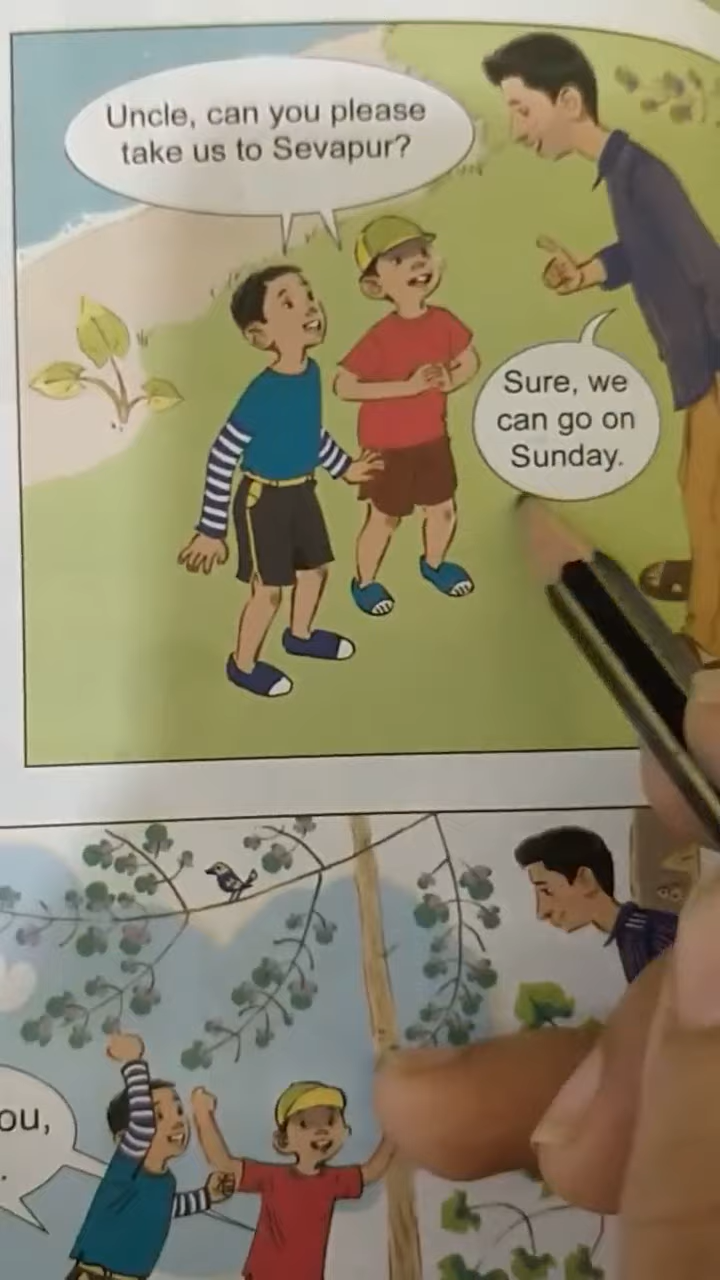 Uncle, can you please
take us to Sevapur?
Sure, we
can go on
Sunday.